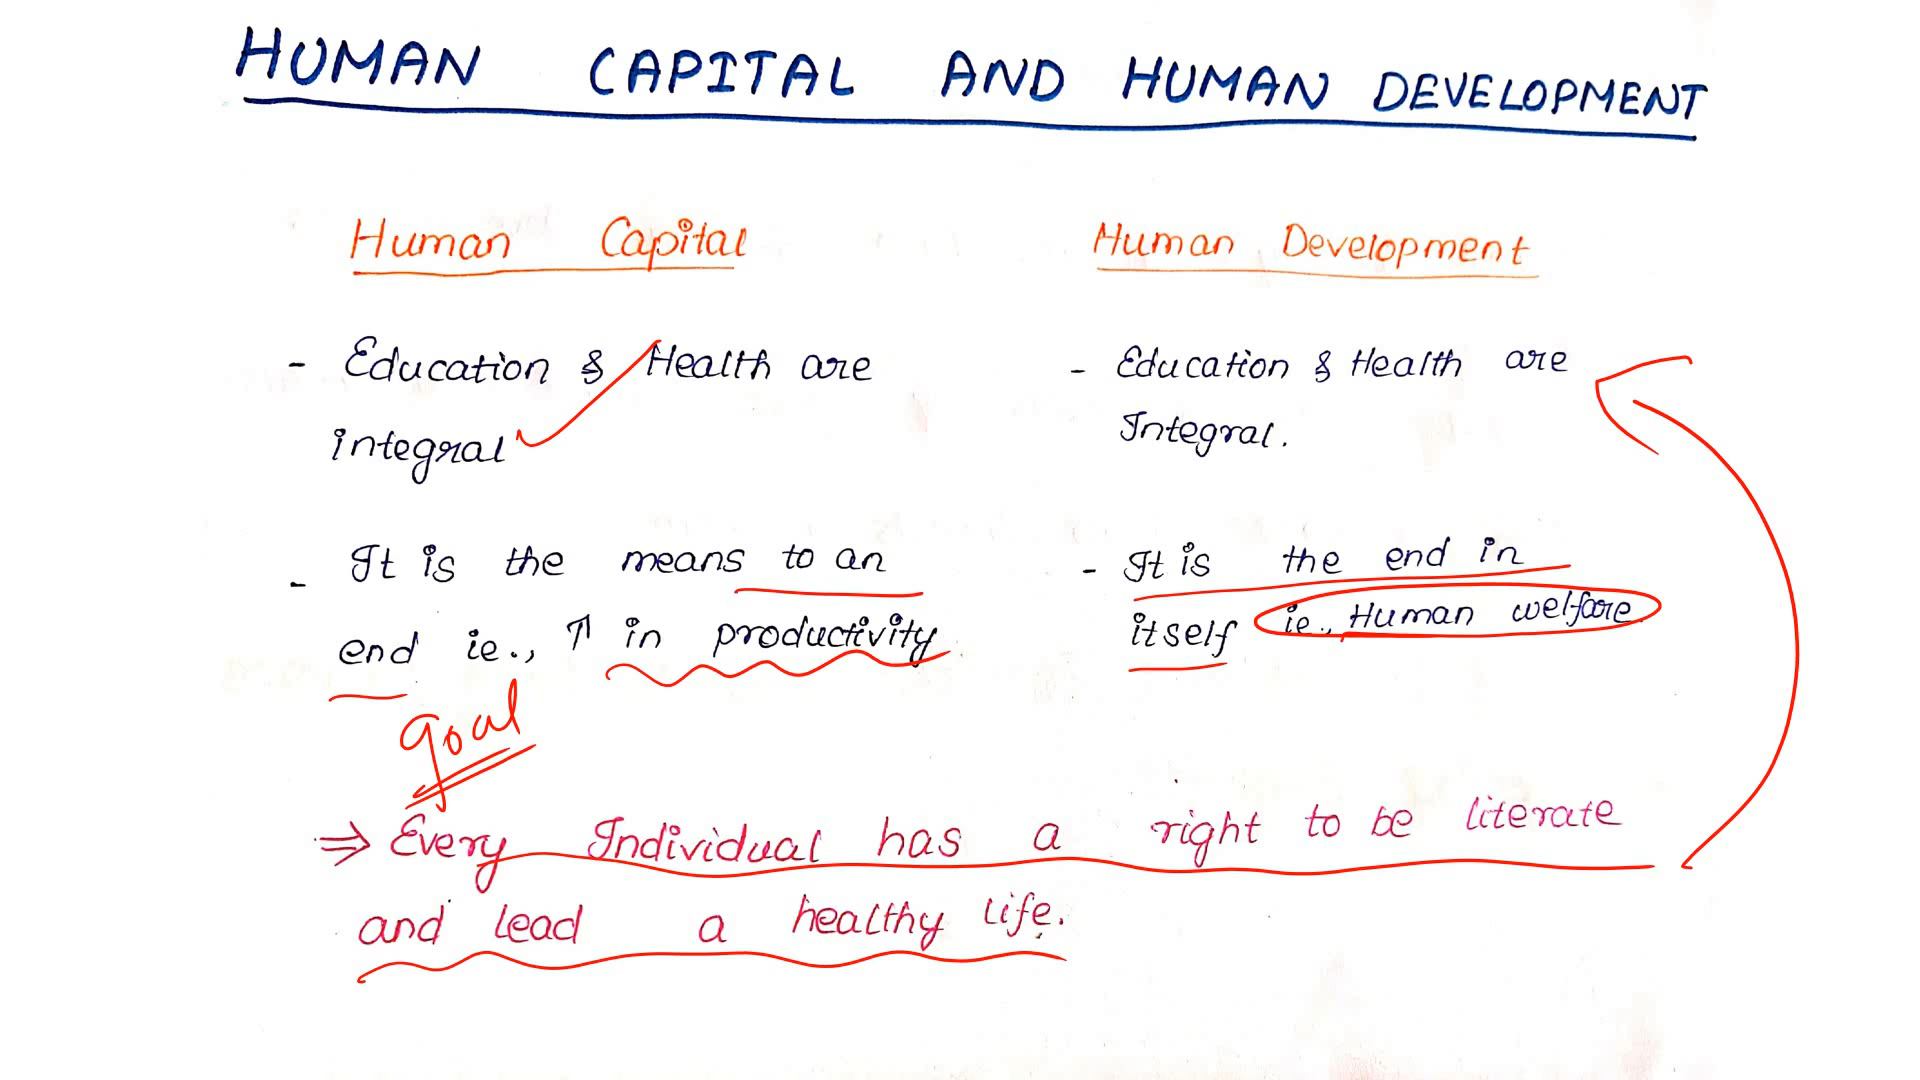 HUMAN CAPITAL AND HUMAN DEVELOPMENT
Human Capital
- Education & Health are
integral
- It is the means to an
end ie., ↑ in productivity
Goal
Human Development
- Education & Health are
Integral.
- It is the end in
itself ie., Human welfare
⇒ Every Individual has a right to be literate
and lead a healthy life.